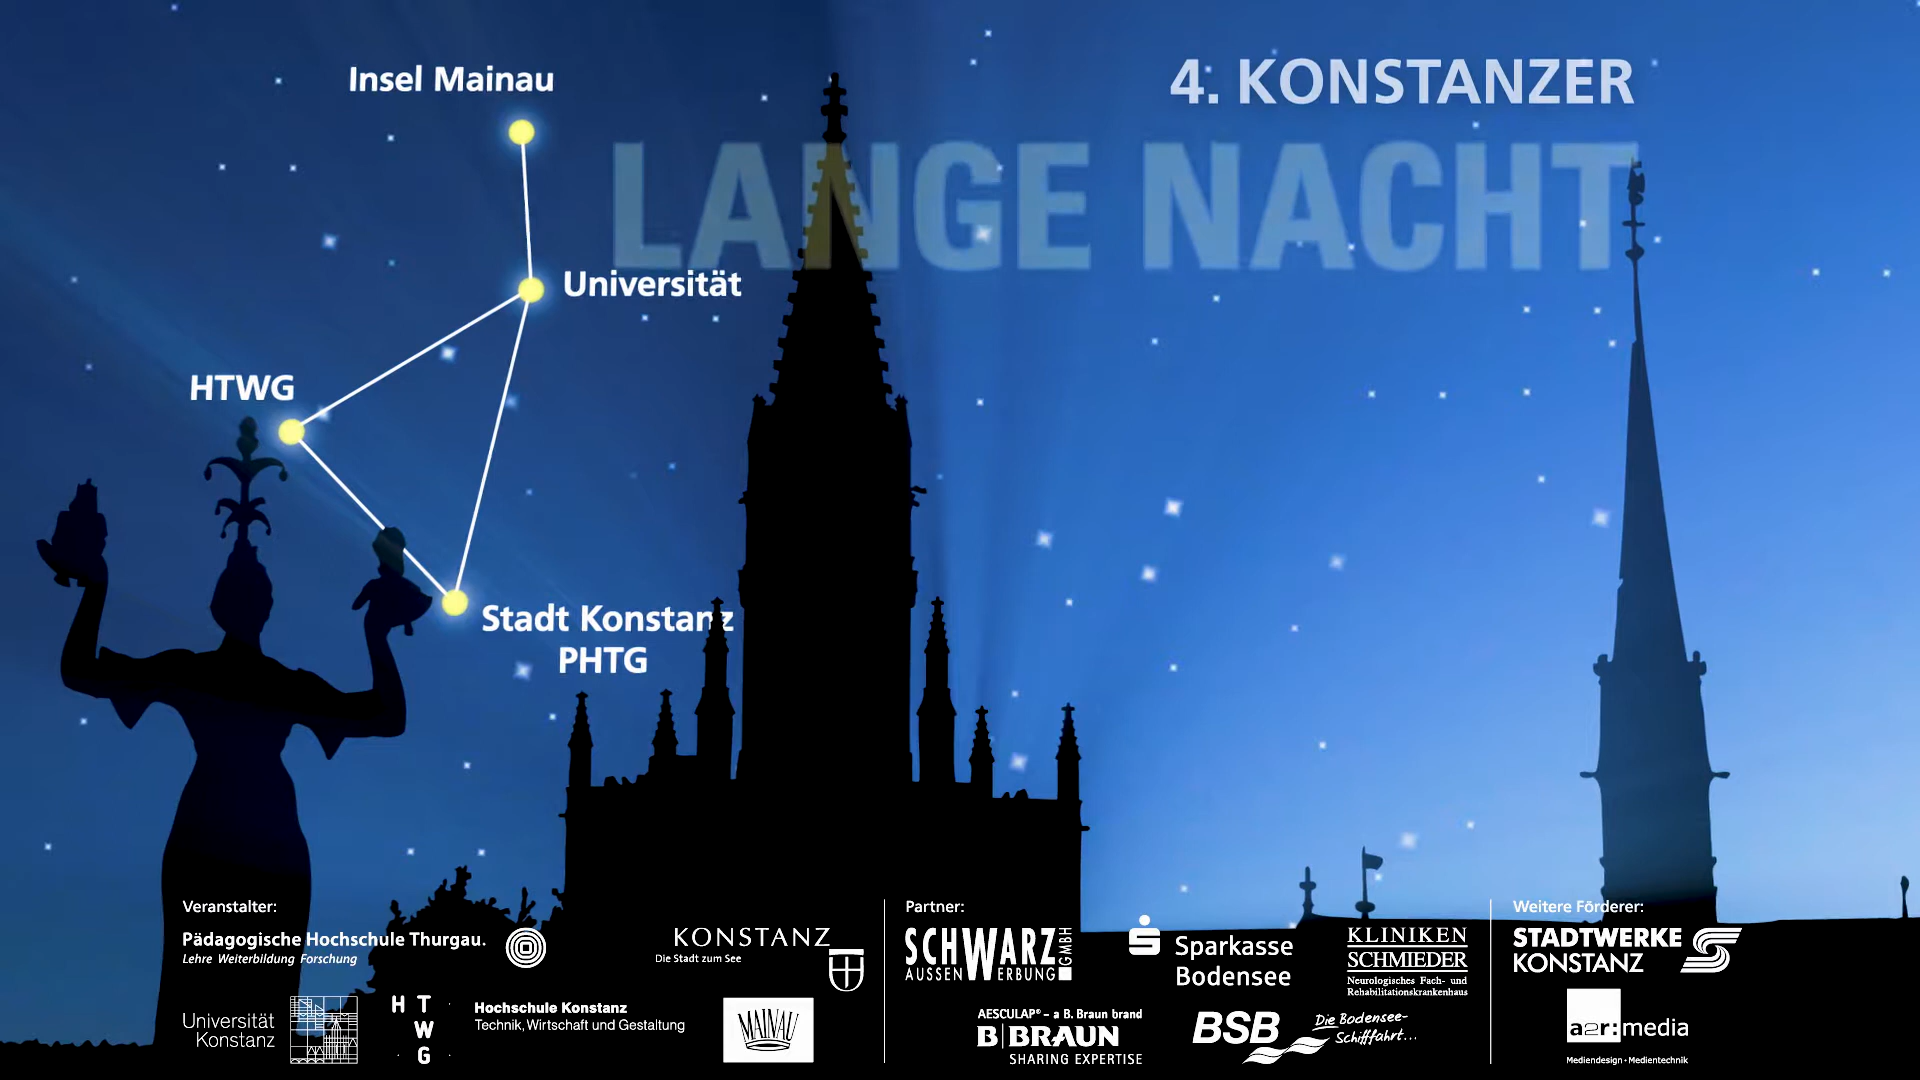 4. KONSTANZER
LANGE NACHT
Insel Mainau
Universität
HTWG
Stadt Konstanz
PHTG
Veranstalter:
Pädagogische Hochschule Thurgau.
Lehre Weiterbildung Forschung
KONSTANZ
Die Stadt zum See
Universität
Konstanz
H T
W
G
Hochschule Konstanz
Technik, Wirtschaft und Gestaltung
MAINAU
Partner:
SCHWARZ GMBH
AUSSENWERBUNG
Sparkasse
Bodensee
KLINIKEN
SCHMIEDER
Neurologisches Fach- und
Rehabilitationskrankenhaus
AESCULAP® – a B. Braun brand
B|BRAUN
SHARING EXPERTISE
BSB
Die Bodensee-
Schifffahrt...
Weitere Förderer:
STADTWERKE
KONSTANZ
a2r:media
Mediendesign • Medientechnik